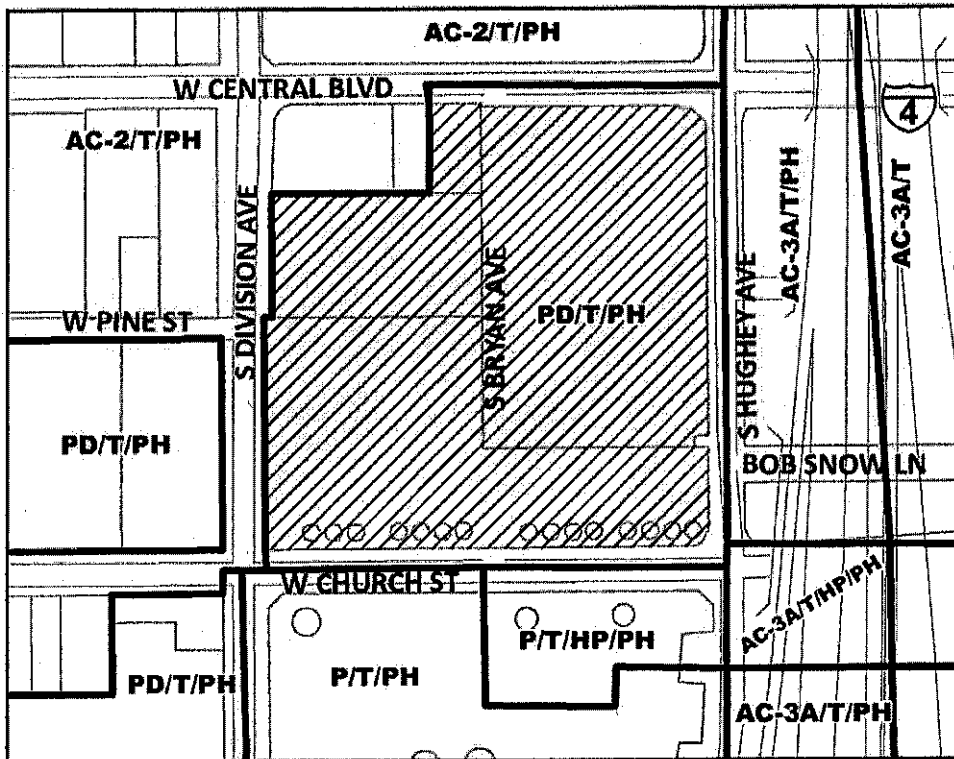 AC-2/T/PH
W CENTRAL BLVD
4
AC-2/T/PH
AC-3A/T/PH
AC-3A/T
S DIVISION AVE
S BRYAN AVE
PD/T/PH
W PINE ST
S HUGHEY AVE
PD/T/PH
BOB SNOW LN
W CHURCH ST
AC-3A/T/HP/PH
P/T/HP/PH
P/T/PH
PD/T/PH
AC-3A/T/PH